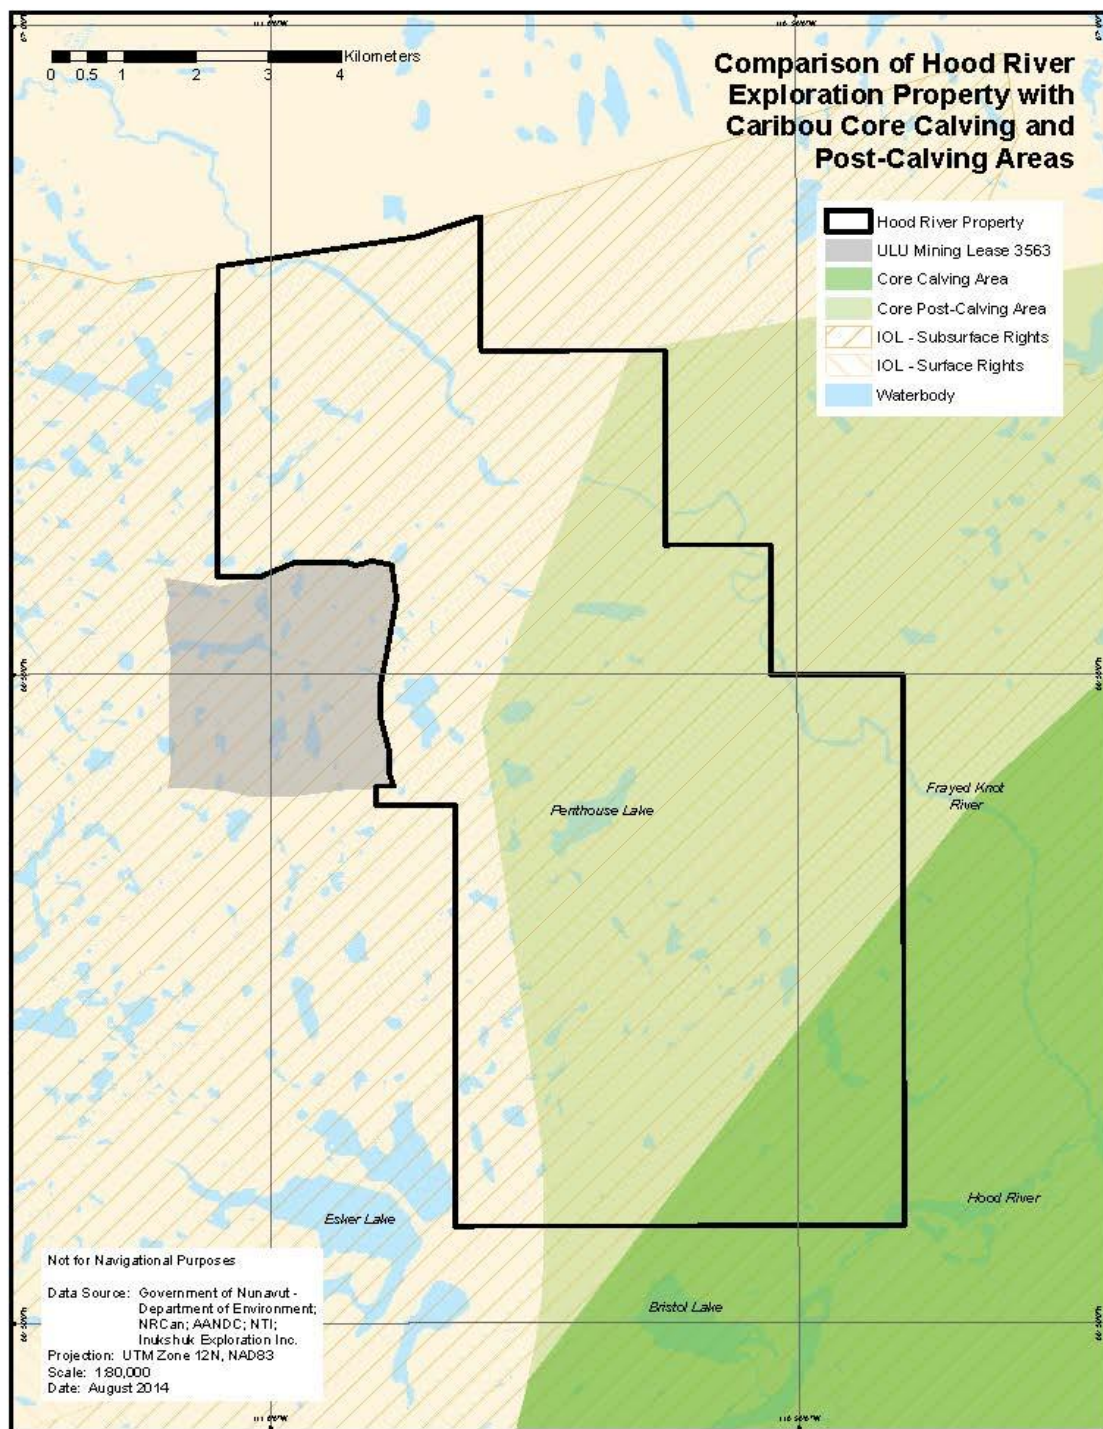 Kilometers
0 0.5 1 2 3 4
Comparison of Hood River
Exploration Property with
Caribou Core Calving and
Post-Calving Areas
Hood River Property
ULU Mining Lease 3563
Core Calving Area
Core Post-Calving Area
IOL - Subsurface Rights
IOL - Surface Rights
Waterbody
Penthouse Lake
Frayed Knot
River
Esker Lake
Hood River
Bristol Lake
Not for Navigational Purposes
Data Source: Government of Nunavut -
Department of Environment;
NRCan; AANDC; NTI;
Inukshuk Exploration Inc.
Projection: UTM Zone 12N, NAD83
Scale: 1:80,000
Date: August 2014